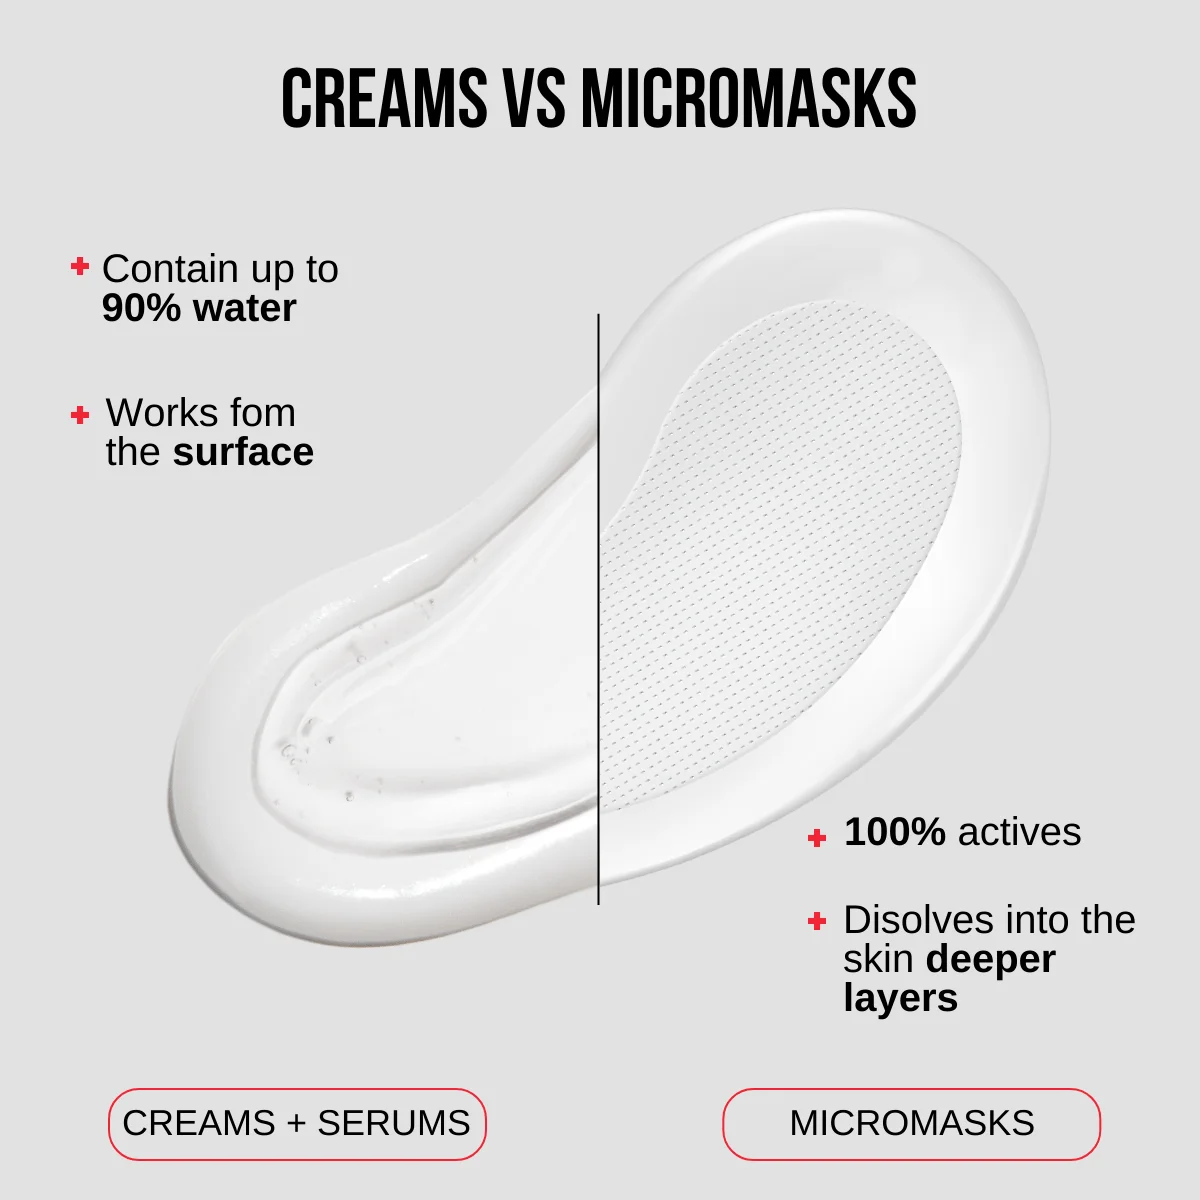 CREAMS VS MICROMASKS
Contain up to
90% water
Works fom
the surface
100% actives
Disolves into the
skin deeper
layers
CREAMS + SERUMS
MICROMASKS